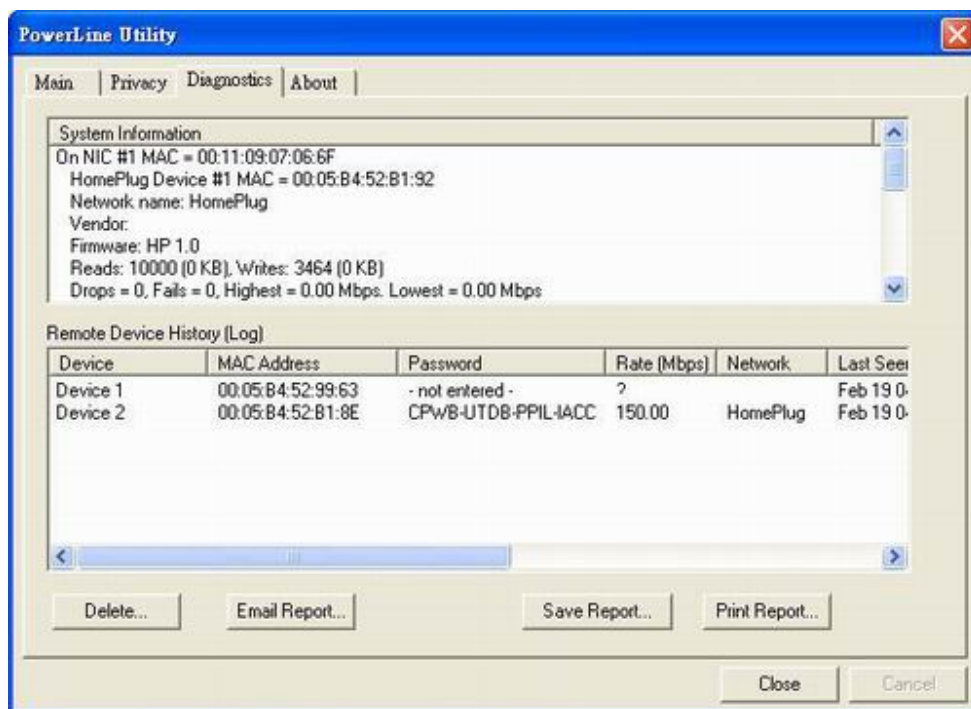 PowerLine Utility
Main Privacy Diagnostics About
System Information
On NIC #1 MAC = 00:11:09:07:06:6F
HomePlug Device #1 MAC = 00:05:B4:52:B1:92
Network name: HomePlug
Vendor:
Firmware: HP 1.0
Reads: 10000 (0 KB), Writes: 3464 (0 KB)
Drops = 0, Fails = 0, Highest = 0.00 Mbps. Lowest = 0.00 Mbps
Remote Device History (Log)
Device MAC Address Password Rate (Mbps) Network Last Seen
Device 1 00:05:B4:52:99:63 - not entered - ? Feb 19 0
Device 2 00:05:B4:52:B1:8E CPWB-UTDB-PPIL-IACC 150.00 HomePlug Feb 19 0
Delete... Email Report... Save Report... Print Report...
Close Cancel